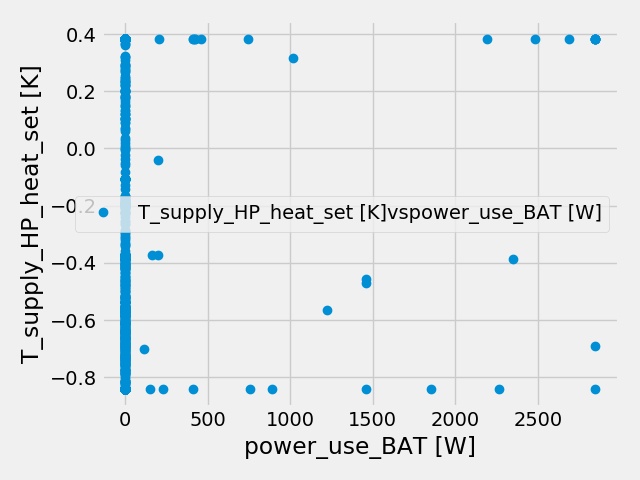 0.4
0.2
0.0
−0.2
−0.4
−0.6
−0.8
T_supply_HP_heat_set [K]
T_supply_HP_heat_set [K]vspower_use_BAT [W]
0 500 1000 1500 2000 2500
power_use_BAT [W]